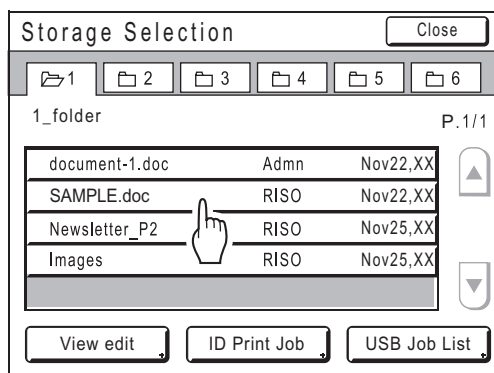 Storage Selection Close
1 2 3 4 5 6
1_folder P.1/1
document-1.doc Admn Nov22,XX
SAMPLE.doc RISO Nov22,XX
Newsletter_P2 RISO Nov25,XX
Images RISO Nov25,XX
View edit ID Print Job USB Job List